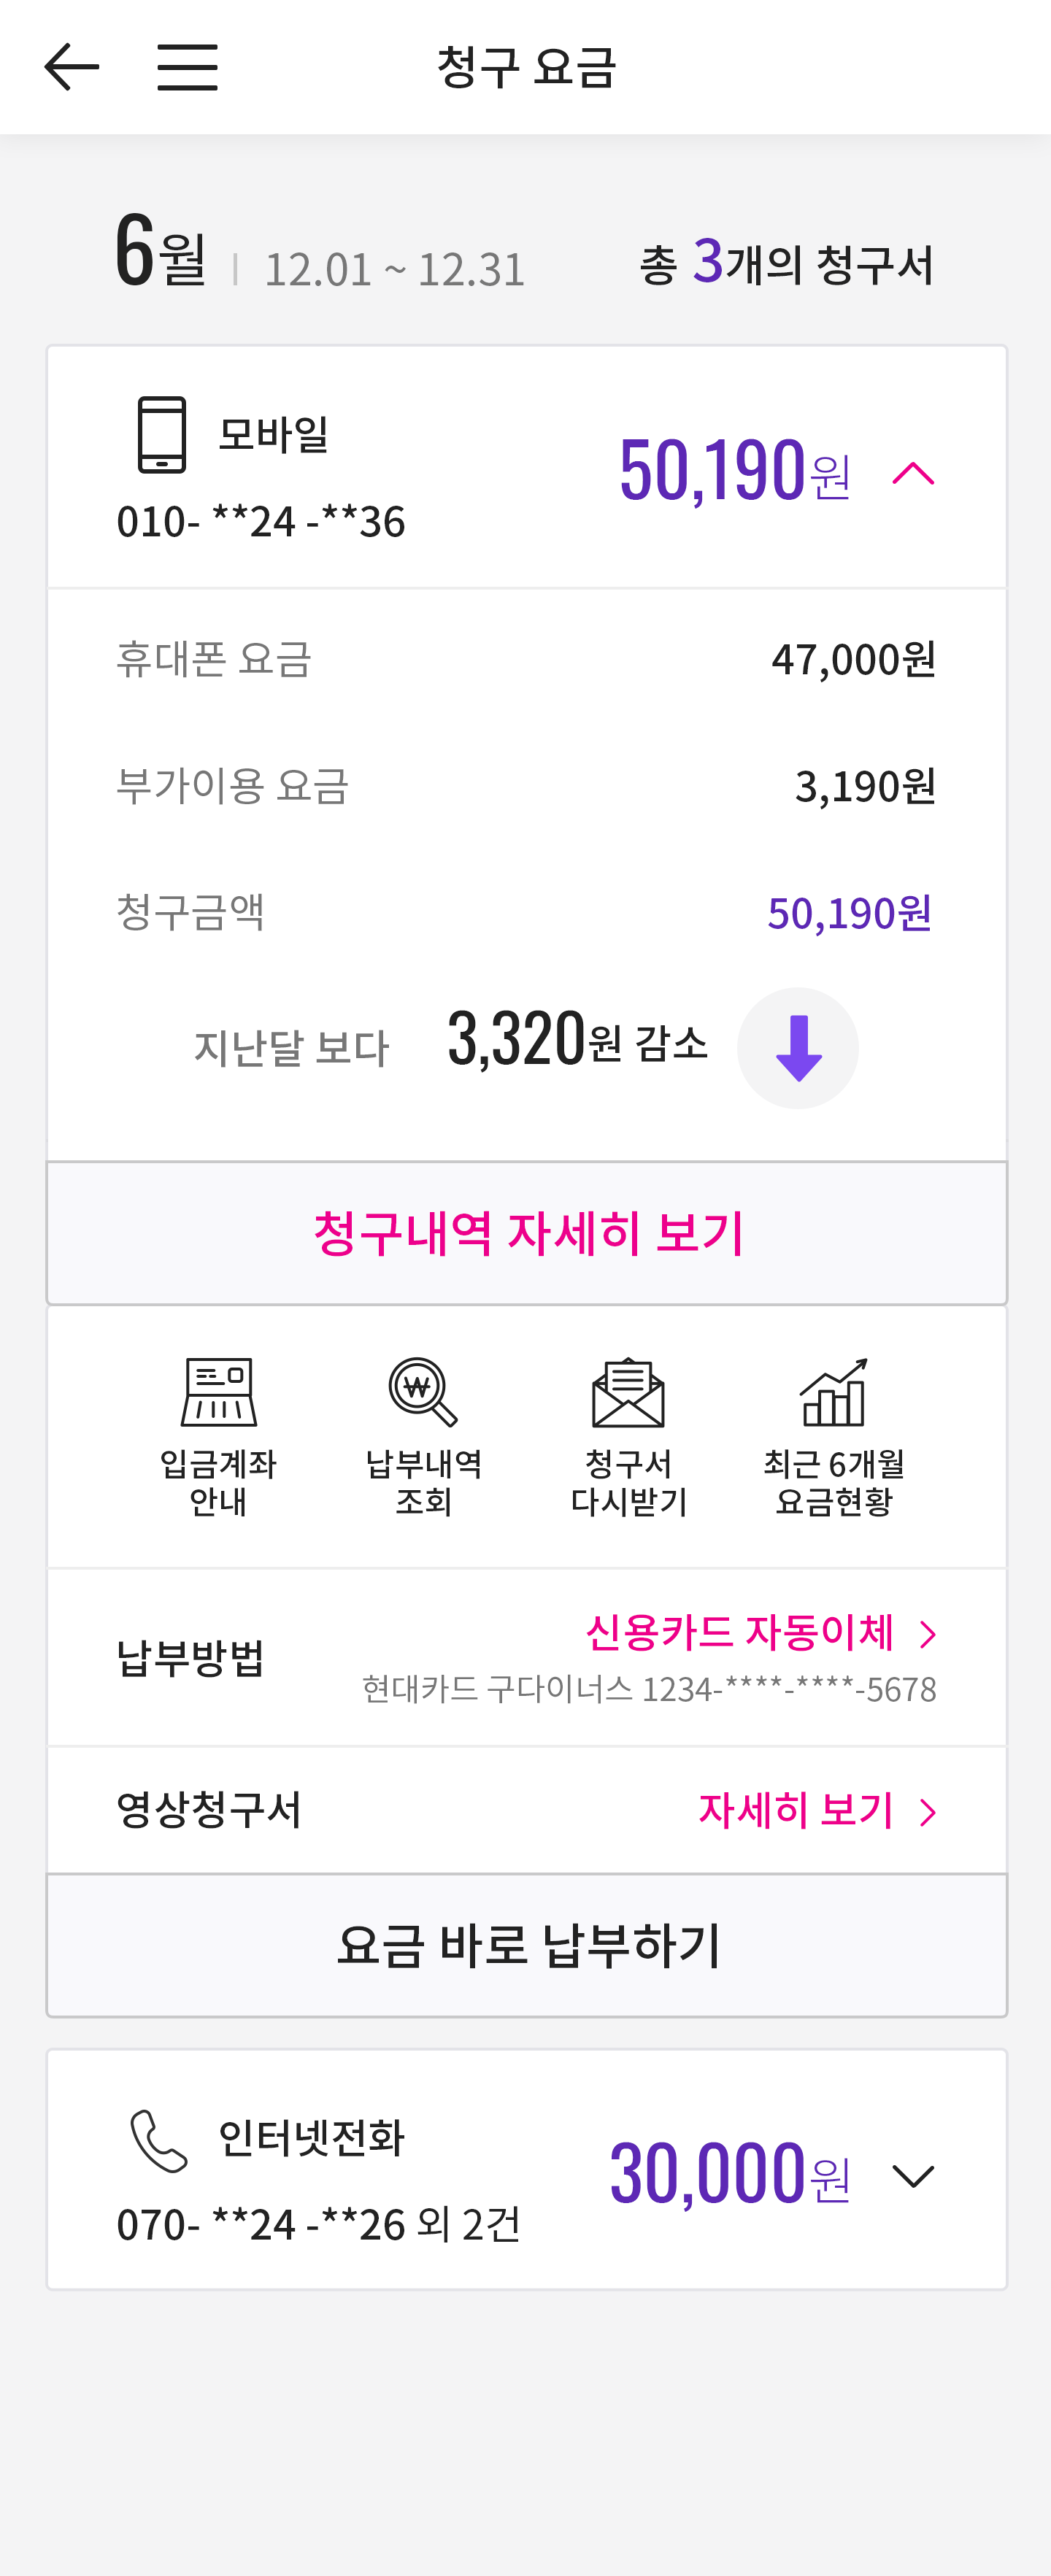 청구 요금
6월 | 12.01 ~ 12.31 총 3개의 청구서
모바일
50,190원
010- **24 -**36
휴대폰 요금 47,000원
부가이용 요금 3,190원
청구금액 50,190원
지난달 보다 3,320원 감소
청구내역 자세히 보기
입금계좌 납부내역 청구서 최근 6개월
안내 조회 다시받기 요금현황
신용카드 자동이체
납부방법
현대카드 구다이너스 1234-****-****-5678
영상청구서 자세히 보기
요금 바로 납부하기
인터넷전화
30,000원
070- **24 -**26 외 2건